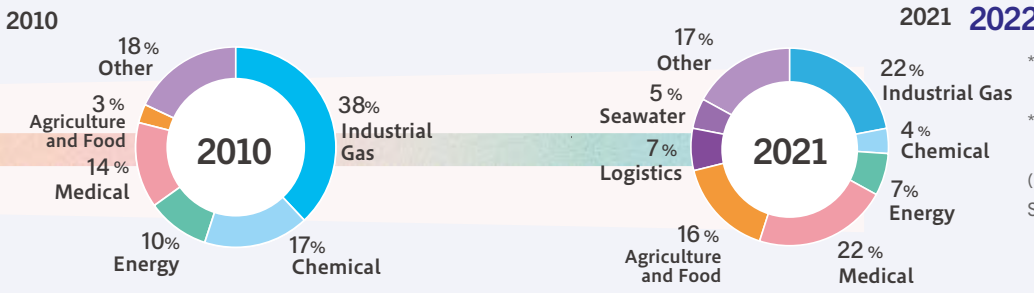 2010
2021 2022
18% Other
3% Agriculture and Food
14% Medical
10% Energy
17% Chemical
38% Industrial Gas
2010
17% Other
5% Seawater
7% Logistics
16% Agriculture and Food
22% Medical
7% Energy
4% Chemical
22% Industrial Gas
2021
*
*
(
S